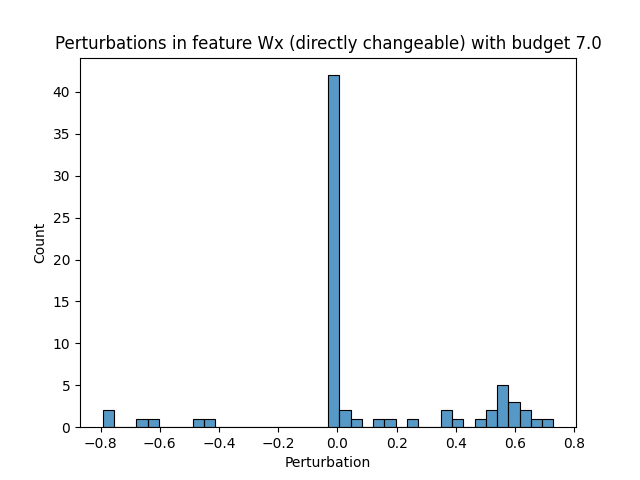 Perturbations in feature Wx (directly changeable) with budget 7.0
Count
40
35
30
25
20
15
10
5
0
−0.8 −0.6 −0.4 −0.2 0.0 0.2 0.4 0.6 0.8
Perturbation